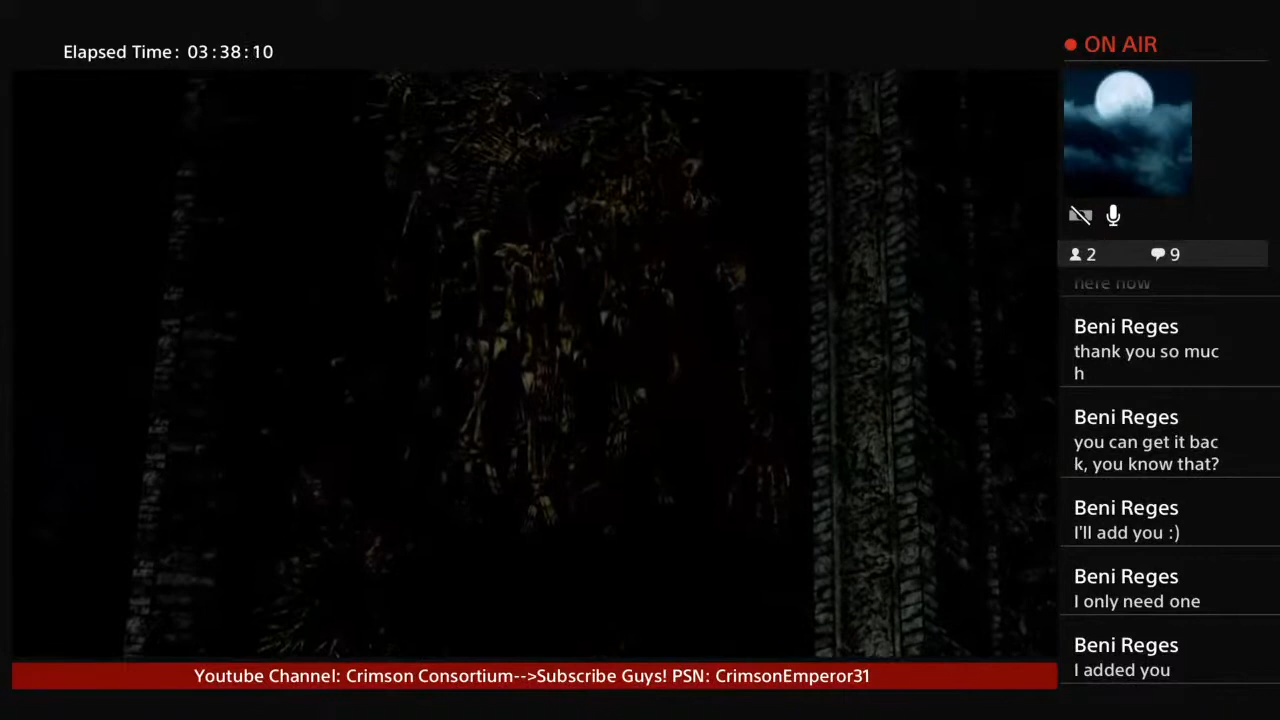 Elapsed Time: 03:38:10
ON AIR
2 9
here now
Beni Reges
thank you so muc
h
Beni Reges
you can get it bac
k, you know that?
Beni Reges
I'll add you :)
Beni Reges
I only need one
Beni Reges
I added you
Youtube Channel: Crimson Consortium-->Subscribe Guys! PSN: CrimsonEmperor31